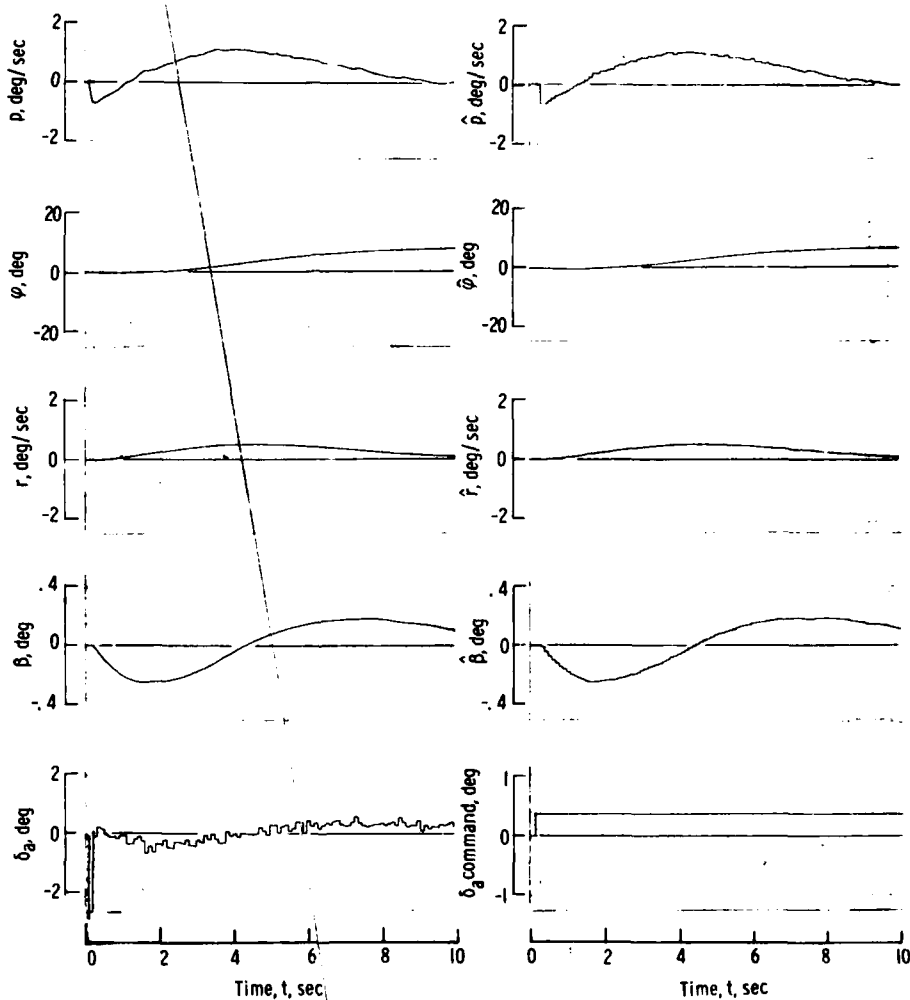 2
p, deg/sec
0
-2
2
p̂, deg/sec
0
-2
20
φ, deg
0
-20
20
φ̂, deg
0
-20
2
r, deg/sec
0
-2
2
r̂, deg/sec
0
-2
.4
β, deg
0
-.4
.4
β̂, deg
0
-.4
2
δa, deg
0
-2
1
δa command, deg
0
-1
0 2 4 6 8 10
Time, t, sec
0 2 4 6 8 10
Time, t, sec